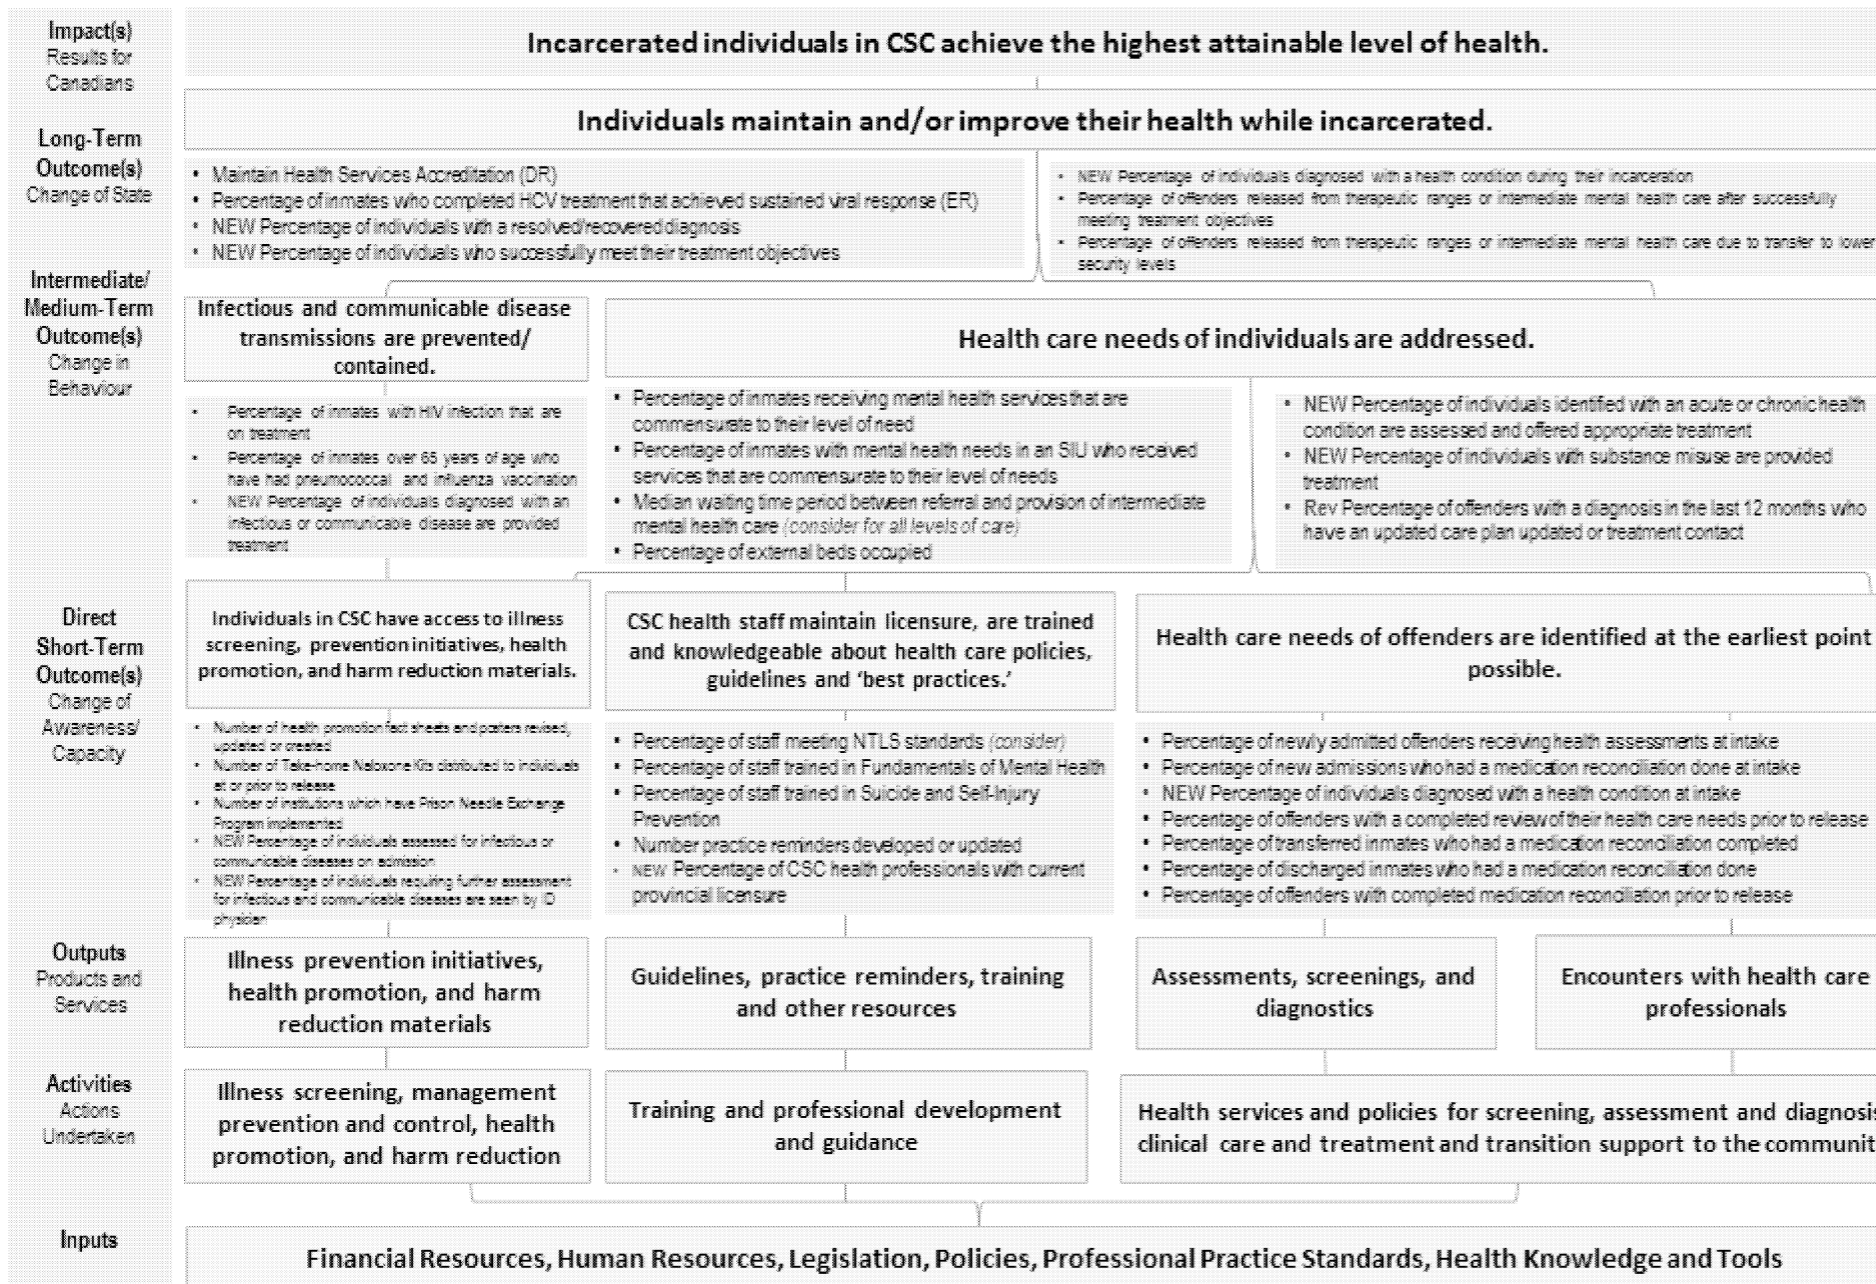 Impact(s)
Results for
Canadians
Incarcerated individuals in CSC achieve the highest attainable level of health.
Individuals maintain and/or improve their health while incarcerated.
Long-Term
Outcome(s)
Change of State
• Maintain Health Services Accreditation (DR)
• Percentage of inmates who completed HCV treatment that achieved sustained viral response (ER)
• NEW Percentage of individuals with a resolved/recovered diagnosis
• NEW Percentage of individuals who successfully meet their treatment objectives
• NEW Percentage of individuals diagnosed with a health condition during their incarceration
• Percentage of offenders released from therapeutic ranges or intermediate mental health care after successfully
meeting treatment objectives
• Percentage of offenders released from therapeutic ranges or intermediate mental health care due to transfer to lower
security levels
Intermediate/
Medium-Term
Outcome(s)
Change in
Behaviour
Infectious and communicable disease
transmissions are prevented/
contained.
Health care needs of individuals are addressed.
• Percentage of inmates with HIV infection that are
on treatment
• Percentage of inmates over 65 years of age who
have had pneumococcal and influenza vaccination
• NEW Percentage of individuals diagnosed with an
infectious or communicable disease are provided
treatment
• Percentage of inmates receiving mental health services that are
commensurate to their level of need
• Percentage of inmates with mental health needs in an SIU who received
services that are commensurate to their level of needs
• Median waiting time period between referral and provision of intermediate
mental health care (consider for all levels of care)
• Percentage of external beds occupied
• NEW Percentage of individuals identified with an acute or chronic health
condition are assessed and offered appropriate treatment
• NEW Percentage of individuals with substance misuse are provided
treatment
• Rev Percentage of offenders with a diagnosis in the last 12 months who
have an updated care plan updated or treatment contact
Direct
Short-Term
Outcome(s)
Change of
Awareness/
Capacity
Individuals in CSC have access to illness
screening, prevention initiatives, health
promotion, and harm reduction materials.
CSC health staff maintain licensure, are trained
and knowledgeable about health care policies,
guidelines and ‘best practices.’
Health care needs of offenders are identified at the earliest point
possible.
• Number of health promotion fact sheets and posters revised,
updated or created
• Number of Take-home Naloxone Kits distributed to individuals
at or prior to release
• Number of institutions which have Prison Needle Exchange
Program implemented
• NEW Percentage of individuals assessed for infectious or
communicable diseases on admission
• NEW Percentage of individuals requiring further assessment
for infectious and communicable diseases are seen by ID
physician
• Percentage of staff meeting NTLS standards (consider)
• Percentage of staff trained in Fundamentals of Mental Health
• Percentage of staff trained in Suicide and Self-Injury
Prevention
• Number practice reminders developed or updated
• NEW Percentage of CSC health professionals with current
provincial licensure
• Percentage of newly admitted offenders receiving health assessments at intake
• Percentage of new admissions who had a medication reconciliation done at intake
• NEW Percentage of individuals diagnosed with a health condition at intake
• Percentage of offenders with a completed review of their health care needs prior to release
• Percentage of transferred inmates who had a medication reconciliation completed
• Percentage of discharged inmates who had a medication reconciliation done
• Percentage of offenders with completed medication reconciliation prior to release
Outputs
Products and
Services
Illness prevention initiatives,
health promotion, and harm
reduction materials
Guidelines, practice reminders, training
and other resources
Assessments, screenings, and
diagnostics
Encounters with health care
professionals
Activities
Actions
Undertaken
Illness screening, management
prevention and control, health
promotion, and harm reduction
Training and professional development
and guidance
Health services and policies for screening, assessment and diagnosis
clinical care and treatment and transition support to the communit
Inputs
Financial Resources, Human Resources, Legislation, Policies, Professional Practice Standards, Health Knowledge and Tools